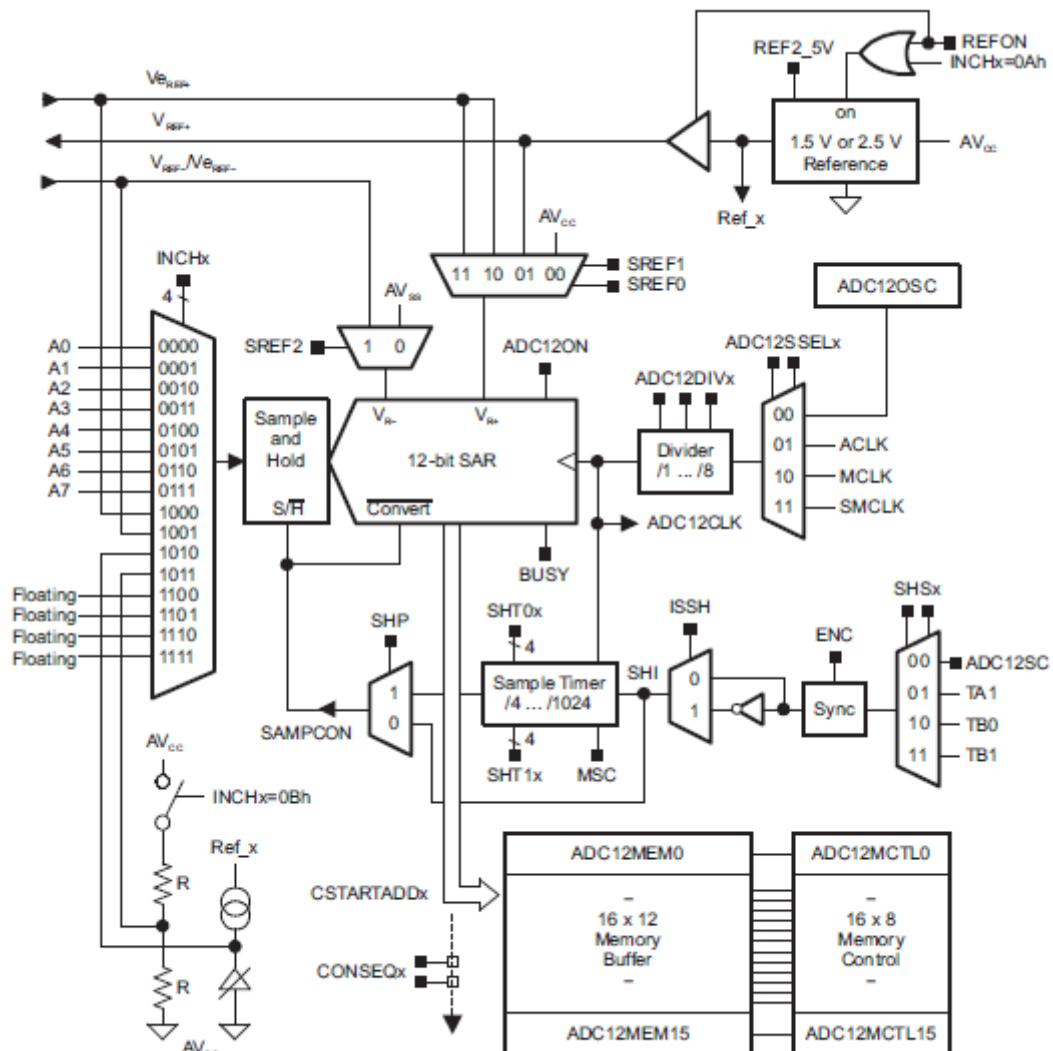 REF2_5V
REFON
INCHx=0Ah
Ve REF+
on
V REF+
1.5 V or 2.5 V
Reference
AVcc
V REF- /Ve REF-
Ref_x
AVcc
INCHx
11 10 01 00
SREF1
SREF0
ADC12OSC
4
AVss
SREF2
1 0
ADC12ON
ADC12SSELx
ADC12DIVx
A0
A1
A2
A3
A4
A5
A6
A7
Floating
Floating
Floating
Floating
0000
0001
0010
0011
0100
0101
0110
0111
1000
1001
1010
1011
1100
1101
1110
1111
Sample
and
Hold
S/H
V R-
V R+
12-bit SAR
Convert
Divider
/1 ... /8
00
01
10
11
ACLK
MCLK
SMCLK
ADC12CLK
BUSY
SHP
SHT0x
4
ISSH
ENC
SHSx
1
0
SAMPCON
Sample Timer
/4 ... /1024
SHI
0
1
Sync
00
01
10
11
ADC12SC
TA1
TB0
TB1
4
SHT1x
MSC
AVcc
INCHx=0Bh
Ref_x
R
R
CSTARTADDx
CONSEQx
ADC12MEM0
–
16 x 12
Memory
Buffer
–
ADC12MEM15
ADC12MCTL0
–
16 x 8
Memory
Control
–
ADC12MCTL15